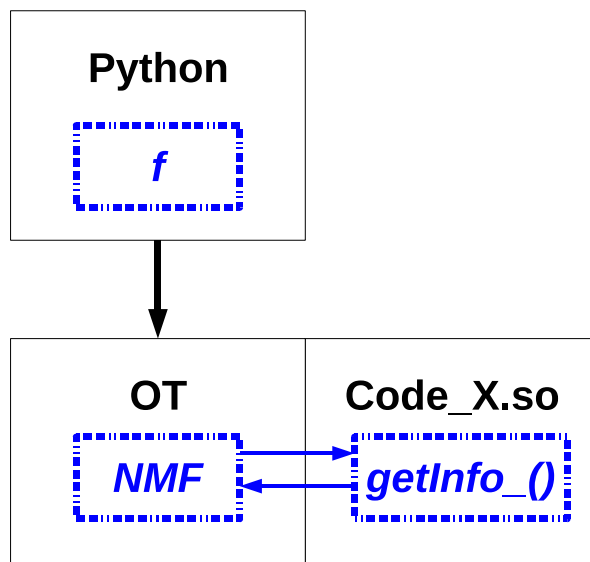 Python
f
OT
Code_X.so
NMF
getInfo_()